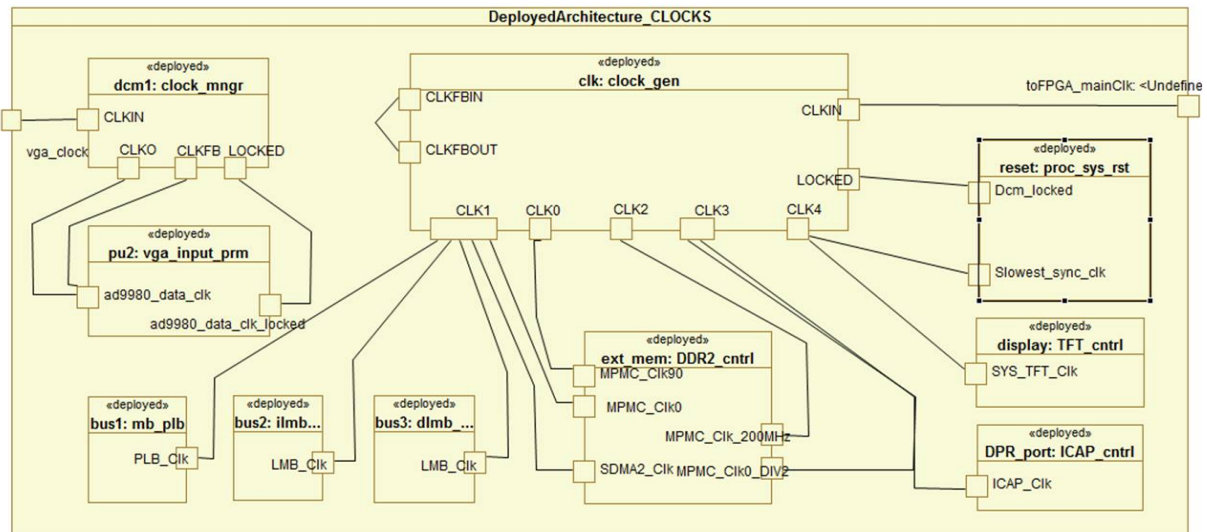 DeployedArchitecture_CLOCKS
«deployed»
dcm1: clock_mngr
CLKIN
vga_clock
CLKO
CLKFB
LOCKED
«deployed»
pu2: vga_input_prm
ad9980_data_clk
ad9980_data_clk_locked
«deployed»
clk: clock_gen
CLKFBIN
CLKFBOUT
CLKIN
LOCKED
CLK1
CLK0
CLK2
CLK3
CLK4
toFPGA_mainClk: <Undefine
«deployed»
reset: proc_sys_rst
Dcm_locked
Slowest_sync_clk
«deployed»
ext_mem: DDR2_cntrl
MPMC_Clk90
MPMC_Clk0
MPMC_Clk_200MHz
SDMA2_Clk
MPMC_Clk0_DIV2
«deployed»
display: TFT_cntrl
SYS_TFT_Clk
«deployed»
bus1: mb_plb
PLB_Clk
«deployed»
bus2: ilmb...
LMB_Clk
«deployed»
bus3: dlmb_...
LMB_Clk
«deployed»
DPR_port: ICAP_cntrl
ICAP_Clk